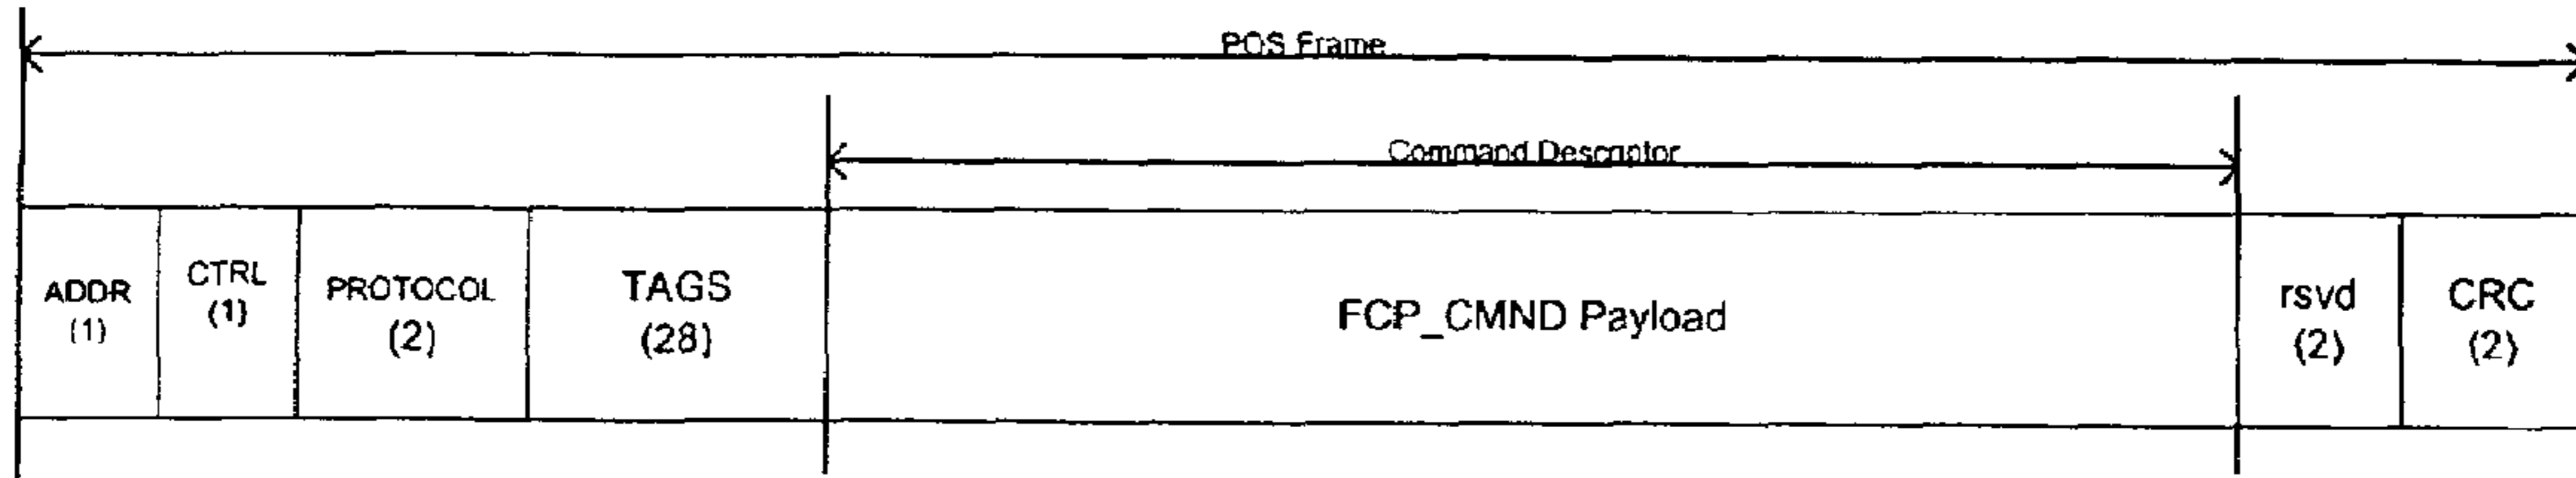 POS Frame
Command Descriptor
ADDR
(1)
CTRL
(1)
PROTOCOL
(2)
TAGS
(28)
FCP_CMND Payload
rsvd
(2)
CRC
(2)